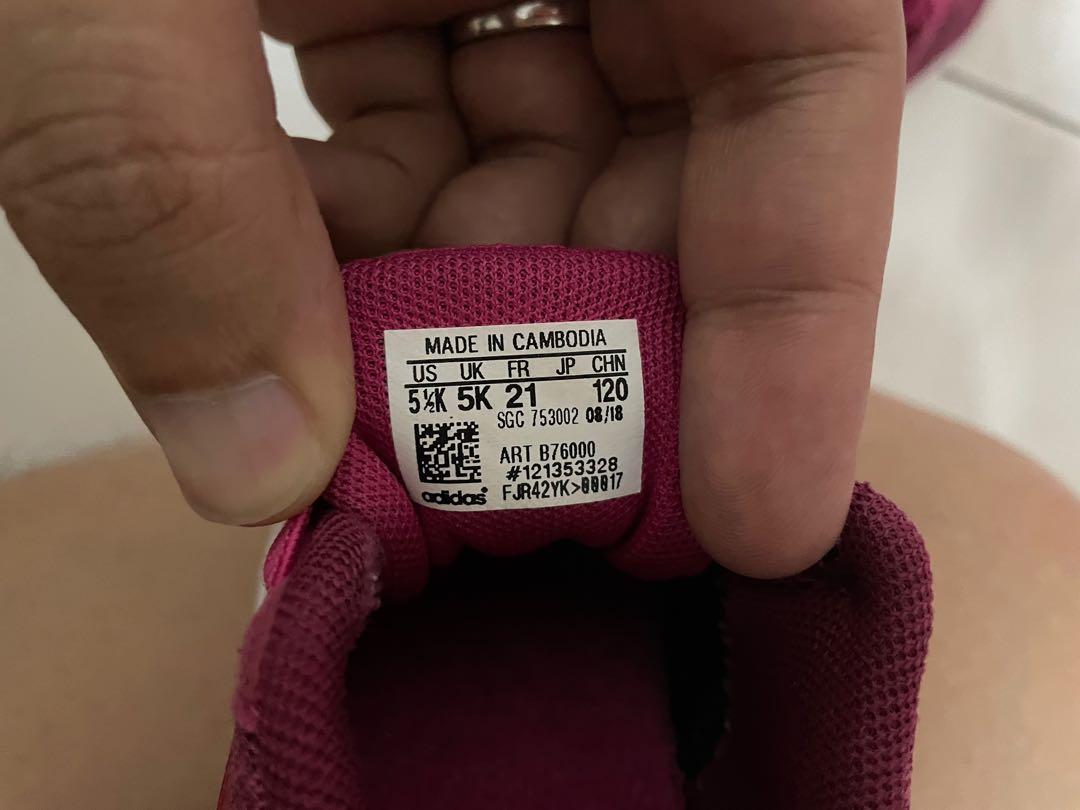 MADE IN CAMBODIA
US UK FR JP CHN
5½K 5K 21 120
SGC 753002 08/18
ART B76000
#121353328
adidas® FJR42YK>00017